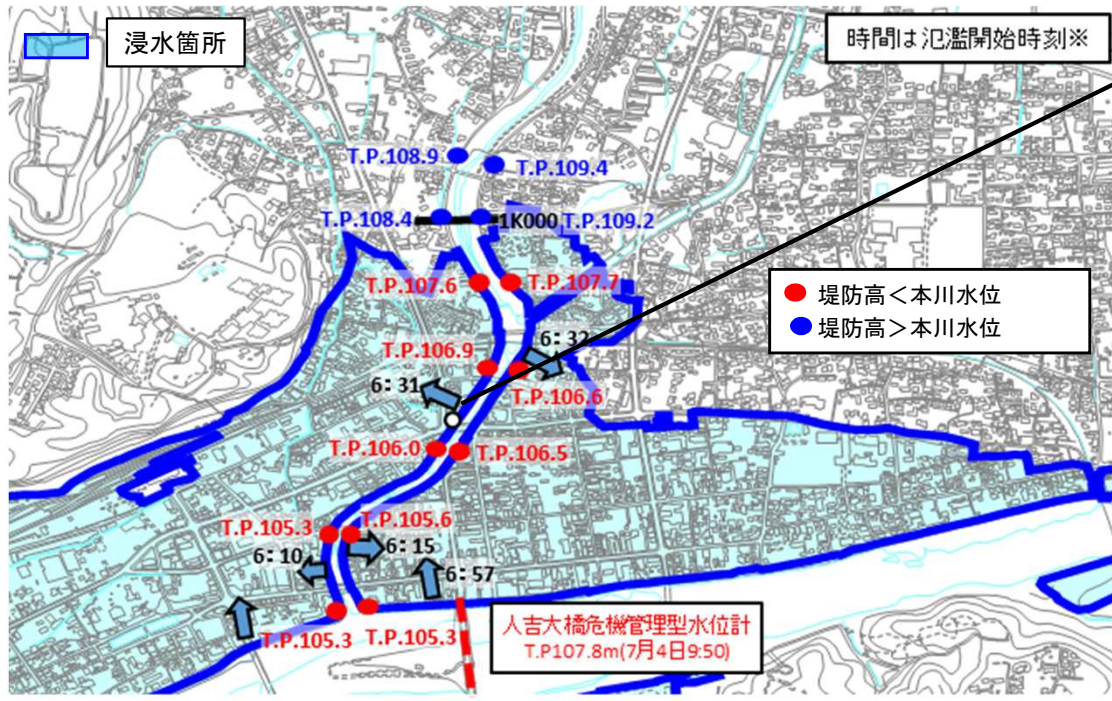 浸水箇所
時間は氾濫開始時刻※
T.P.108.9
T.P.109.4
T.P.108.4
1K000
T.P.109.2
T.P.107.6
T.P.107.7
堤防高＜本川水位
堤防高＞本川水位
6:32
T.P.106.9
6:31
T.P.106.6
T.P.106.0
T.P.106.5
T.P.105.3
T.P.105.6
6:10
6:15
6:57
T.P.105.3
T.P.105.3
人吉大橋危機管理型水位計
T.P107.8m(7月4日9:50)